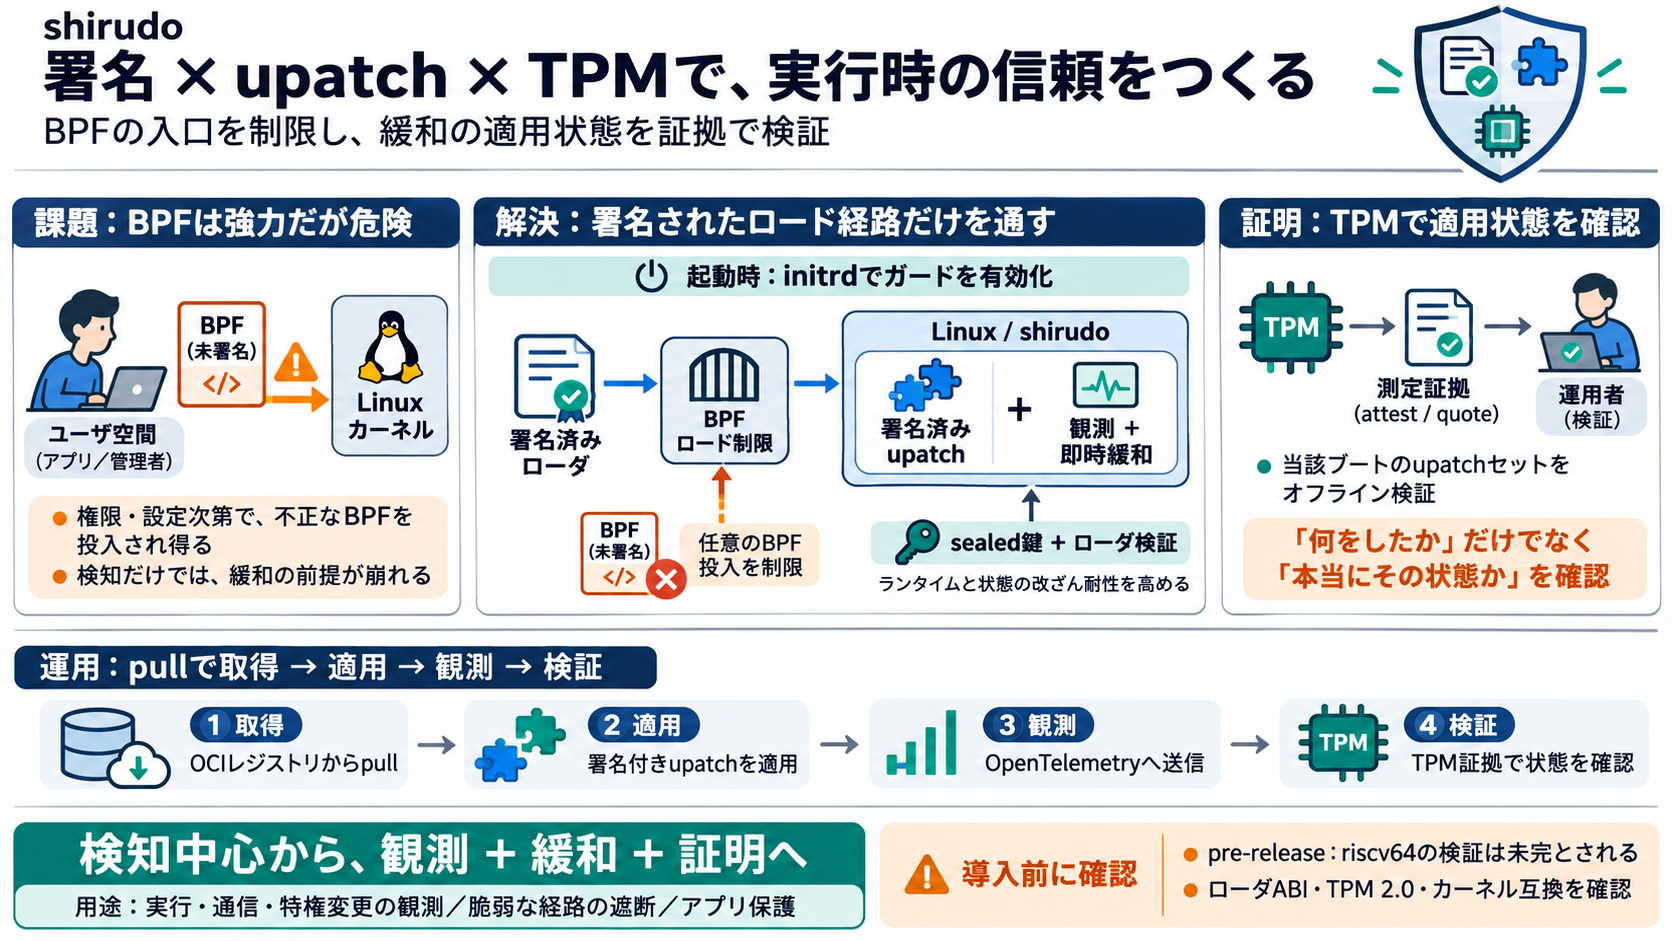 shirudo
署名 × upatch × TPMで、実行時の信頼をつくる
BPFの入口を制限し、緩和の適用状態を証拠で検証
課題：BPFは強力だが危険
BPF
(未署名)
</>
Linux
カーネル
ユーザ空間
(アプリ／管理者)
権限・設定次第で、不正なBPFを
投入され得る
検知だけでは、緩和の前提が崩れる
解決：署名されたロード経路だけを通す
起動時：initrdでガードを有効化
署名済み
ローダ
BPF
ロード制限
Linux / shirudo
署名済み
upatch
+
観測 +
即時緩和
BPF
(未署名)
</>
任意のBPF
投入を制限
sealed鍵 + ローダ検証
ランタイムと状態の改ざん耐性を高める
証明：TPMで適用状態を確認
TPM
測定証拠
(attest / quote)
運用者
(検証)
当該ブートのupatchセットを
オフライン検証
「何をしたか」だけでなく
「本当にその状態か」を確認
運用：pullで取得 → 適用 → 観測 → 検証
1 取得
OCIレジストリからpull
2 適用
署名付きupatchを適用
3 観測
OpenTelemetryへ送信
TPM
4 検証
TPM証拠で状態を確認
検知中心から、観測 + 緩和 + 証明へ
用途：実行・通信・特権変更の観測／脆弱な経路の遮断／アプリ保護
導入前に確認
pre-release：riscv64の検証は未完とされる
ローダABI・TPM 2.0・カーネル互換を確認